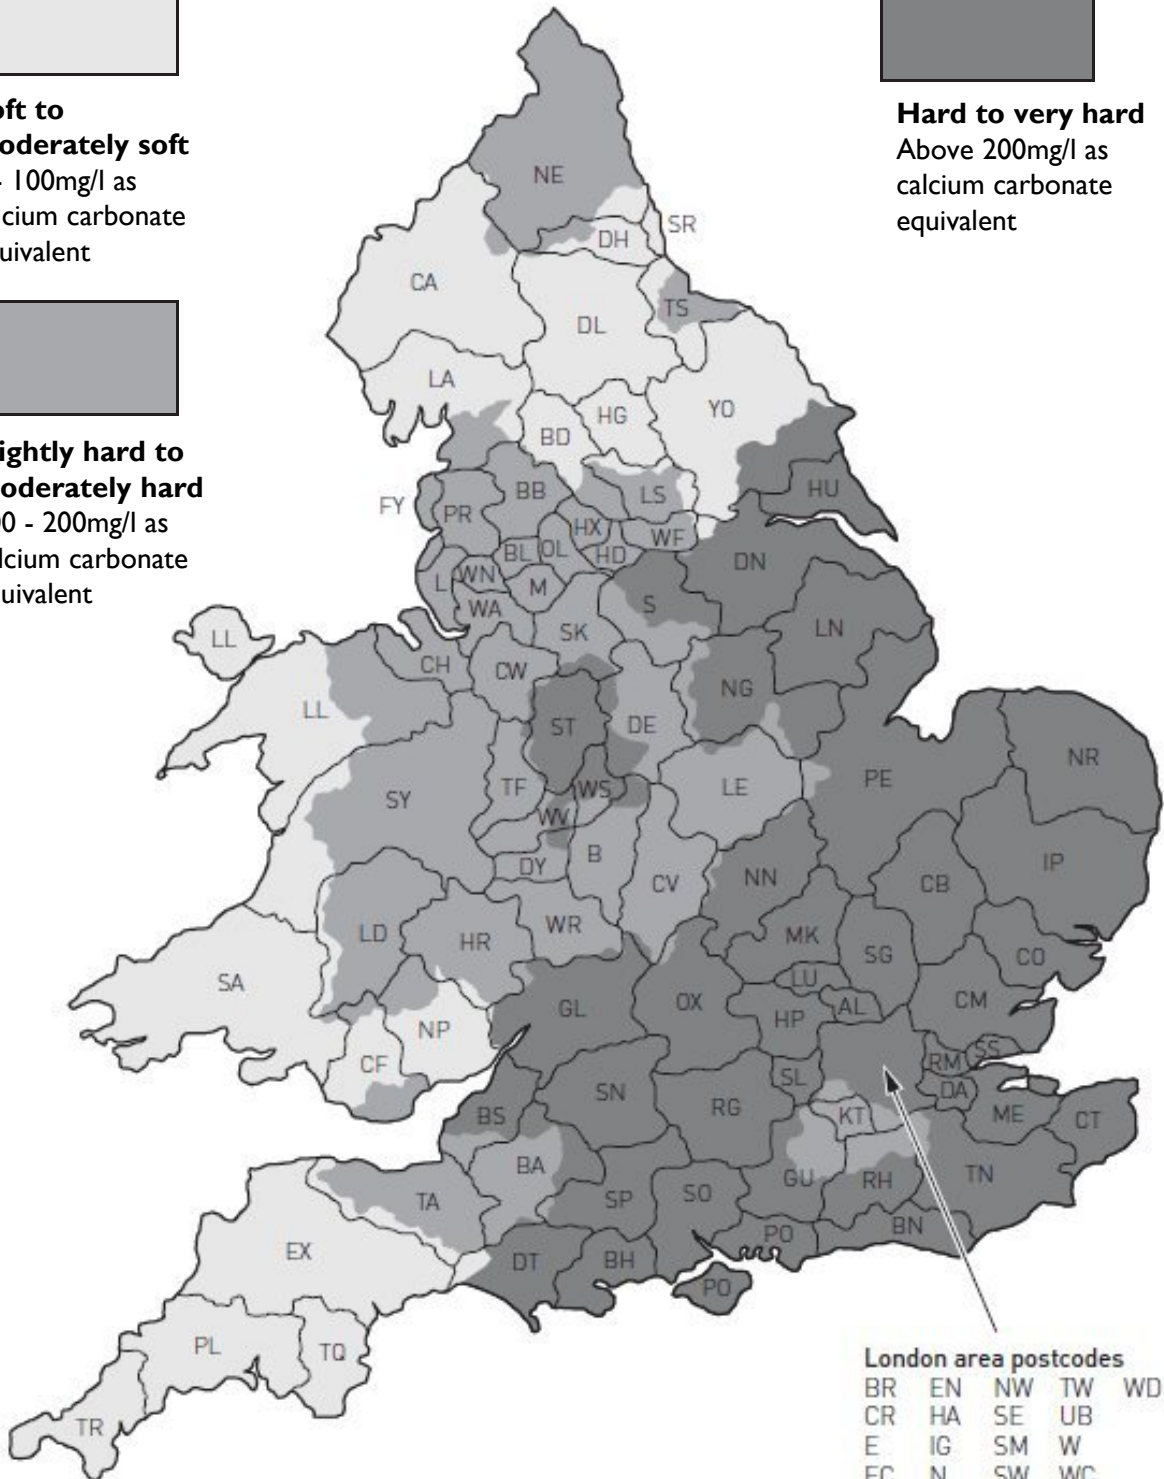 oft to
oderately soft
- 100mg/l as
lcium carbonate
uivalent
Hard to very hard
Above 200mg/l as
calcium carbonate
equivalent
ightly hard to
oderately hard
00 - 200mg/l as
lcium carbonate
uivalent
NE
SR
DH
CA
TS
DL
LA
HG
YO
BD
HU
LS
BB
FY
PR
HX
WF
BL
OL
HD
DN
L
WN
M
WA
S
LN
LL
SK
CH
CW
NG
LL
ST
DE
NR
PE
SY
TF
WS
LE
WV
B
IP
DY
CV
NN
CB
LD
HR
WR
MK
SG
CO
SA
LU
GL
OX
HP
AL
CM
NP
CF
RM
SS
SL
DA
SN
RG
BS
KT
ME
CT
BA
GU
RH
TN
TA
SP
SO
BN
EX
PO
DT
BH
PO
PL
TQ
TR
London area postcodes
BR EN NW TW WD
CR HA SE UB
E IG SM W
EC N SW WC